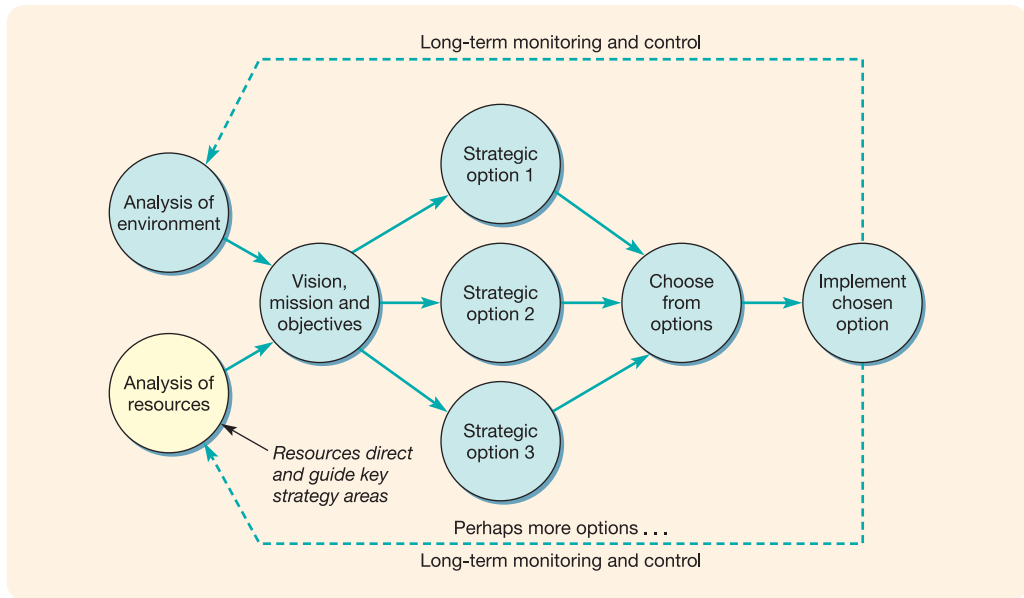 Long-term monitoring and control
Analysis of
environment
Analysis of
resources
Resources direct
and guide key
strategy areas
Vision,
mission and
objectives
Strategic
option 1
Strategic
option 2
Strategic
option 3
Choose
from
options
Implement
chosen
option
Perhaps more options . . .
Long-term monitoring and control